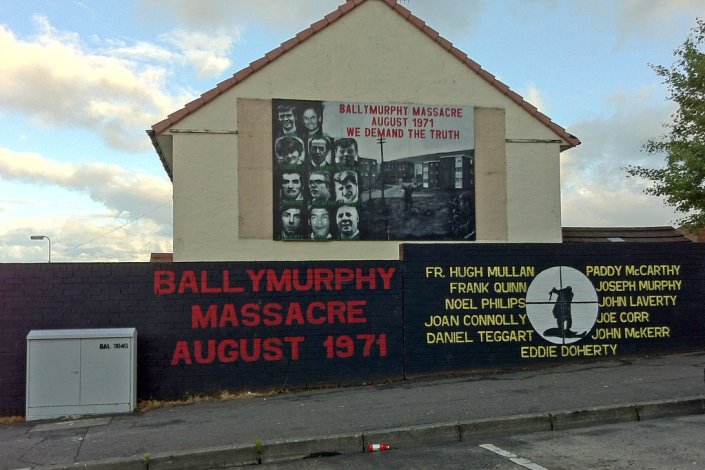 BALLYMURPHY MASSACRE
AUGUST 1971
WE DEMAND THE TRUTH
BALLYMURPHY
MASSACRE
AUGUST 1971
FR. HUGH MULLAN
FRANK QUINN
NOEL PHILIPS
JOAN CONNOLLY
DANIEL TEGGART
PADDY McCARTHY
JOSEPH MURPHY
JOHN LAVERTY
JOE CORR
JOHN McKERR
EDDIE DOHERTY
BAL 3040